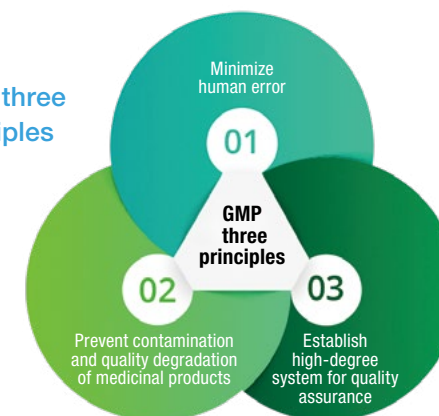 three
iples
Minimize
human error
01
GMP
three
principles
02
03
Prevent contamination
and quality degradation
of medicinal products
Establish
high-degree
system for quality
assurance